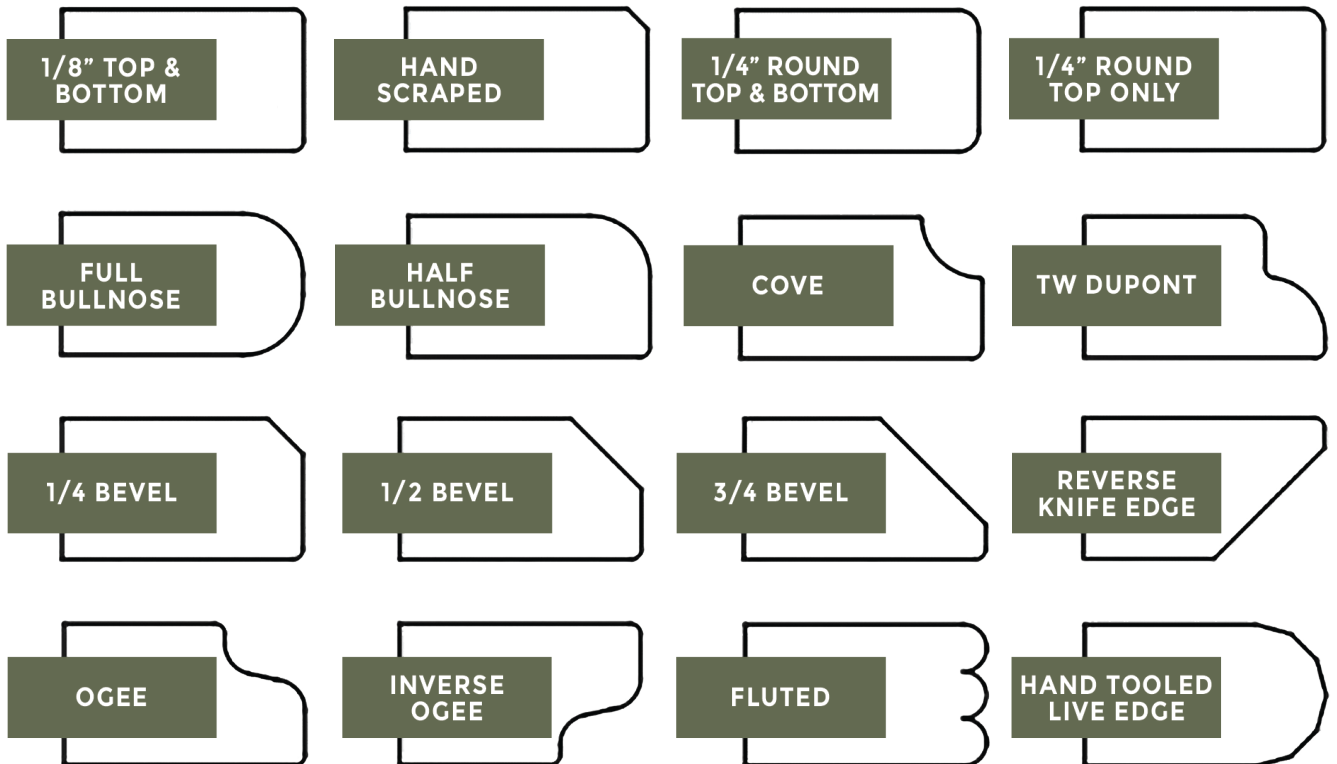 1/8” TOP &
BOTTOM
HAND
SCRAPED
1/4” ROUND
TOP & BOTTOM
1/4” ROUND
TOP ONLY
FULL
BULLNOSE
HALF
BULLNOSE
COVE
TW DUPONT
1/4 BEVEL
1/2 BEVEL
3/4 BEVEL
REVERSE
KNIFE EDGE
OGEE
INVERSE
OGEE
FLUTED
HAND TOOLED
LIVE EDGE